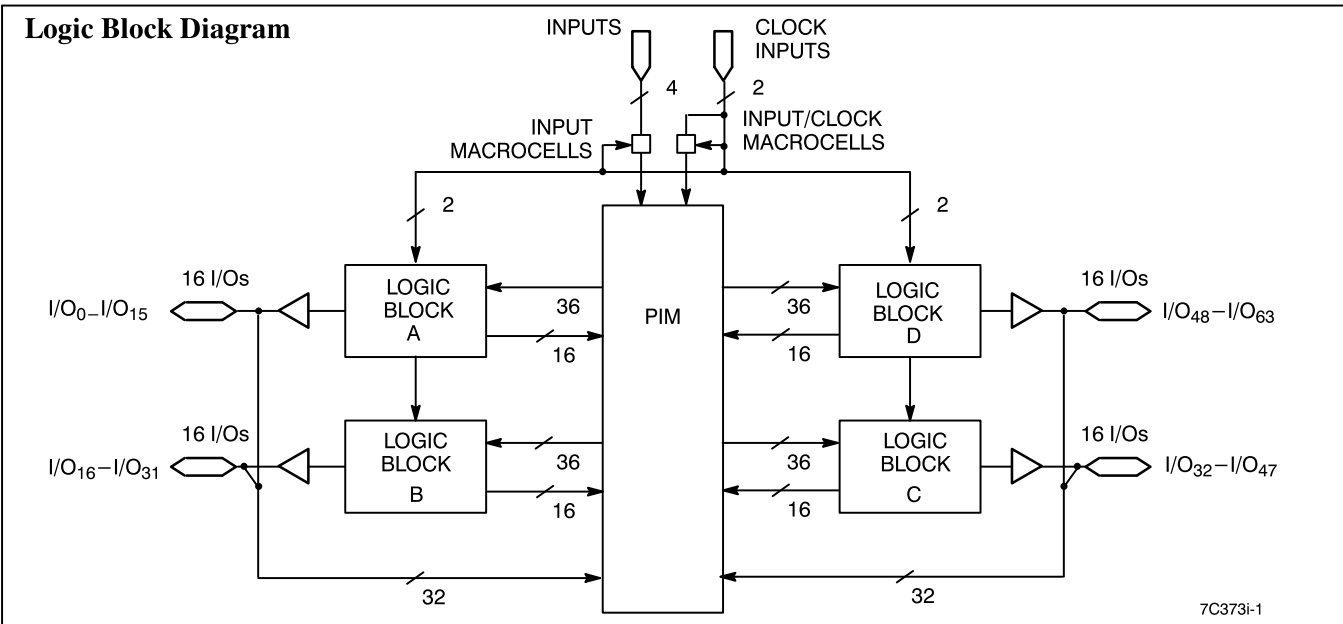 Logic Block Diagram
INPUTS
CLOCK
INPUTS
4
2
INPUT
MACROCELLS
INPUT/CLOCK
MACROCELLS
2
2
16 I/Os
I/O0–I/O15
LOGIC
BLOCK
A
36
16
PIM
36
16
LOGIC
BLOCK
D
16 I/Os
I/O48–I/O63
16 I/Os
I/O16–I/O31
LOGIC
BLOCK
B
36
16
36
16
LOGIC
BLOCK
C
16 I/Os
I/O32–I/O47
32
32
7C373i-1